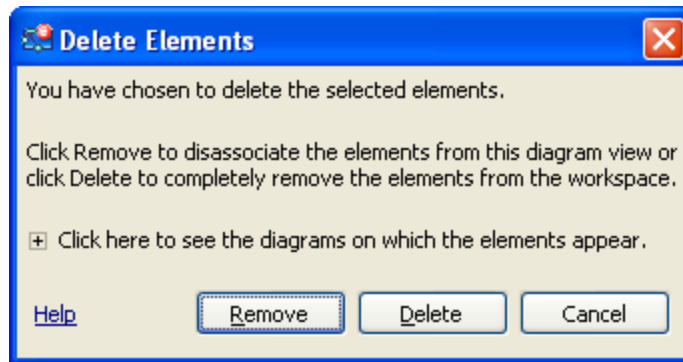 Delete Elements
You have chosen to delete the selected elements.
Click Remove to disassociate the elements from this diagram view or
click Delete to completely remove the elements from the workspace.
Click here to see the diagrams on which the elements appear.
Help Remove Delete Cancel